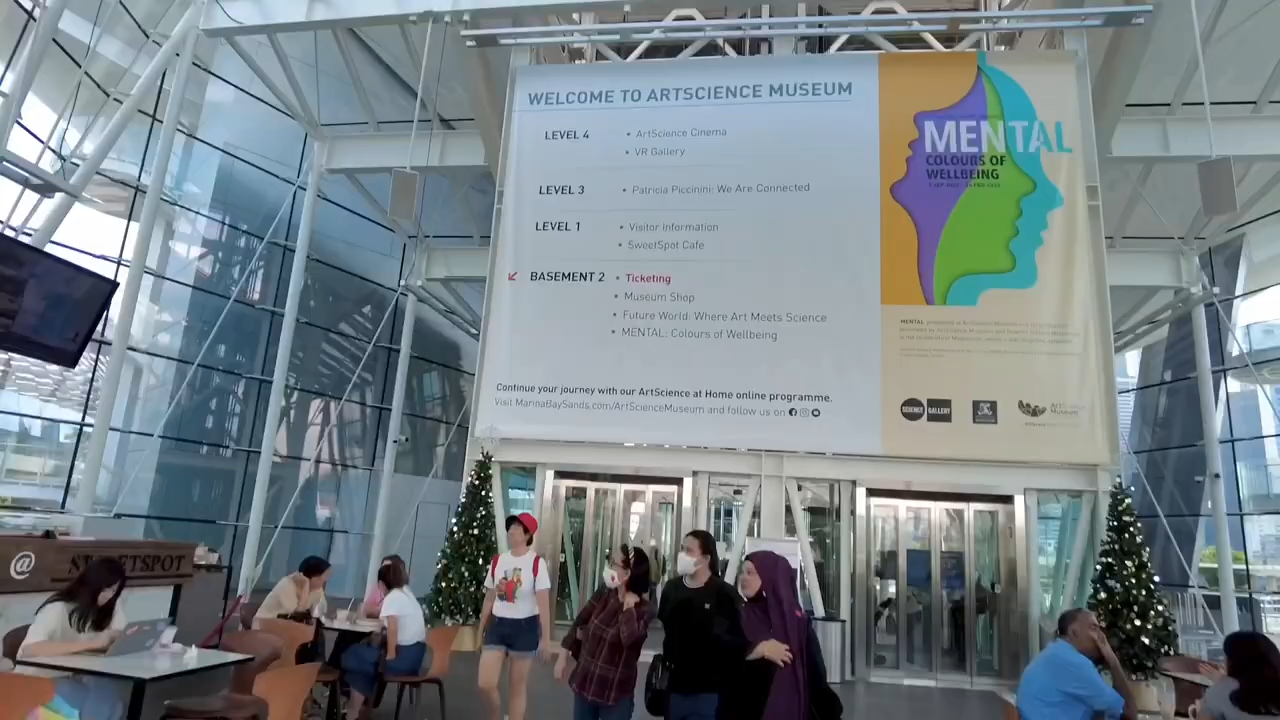 WELCOME TO ARTSCIENCE MUSEUM
LEVEL 4
• ArtScience Cinema
• VR Gallery
LEVEL 3
• Patricia Piccinini: We Are Connected
LEVEL 1
• Visitor Information
• SweetSpot Cafe
BASEMENT 2
• Ticketing
• Museum Shop
• Future World: Where Art Meets Science
• MENTAL: Colours of Wellbeing
Continue your journey with our ArtScience at Home online programme.
Visit MarinaBaySands.com/ArtScienceMuseum and follow us on
MENTAL
COLOURS OF
WELLBEING
SCIENCE GALLERY
ArtScience
Museum
@ SWEETSPOT